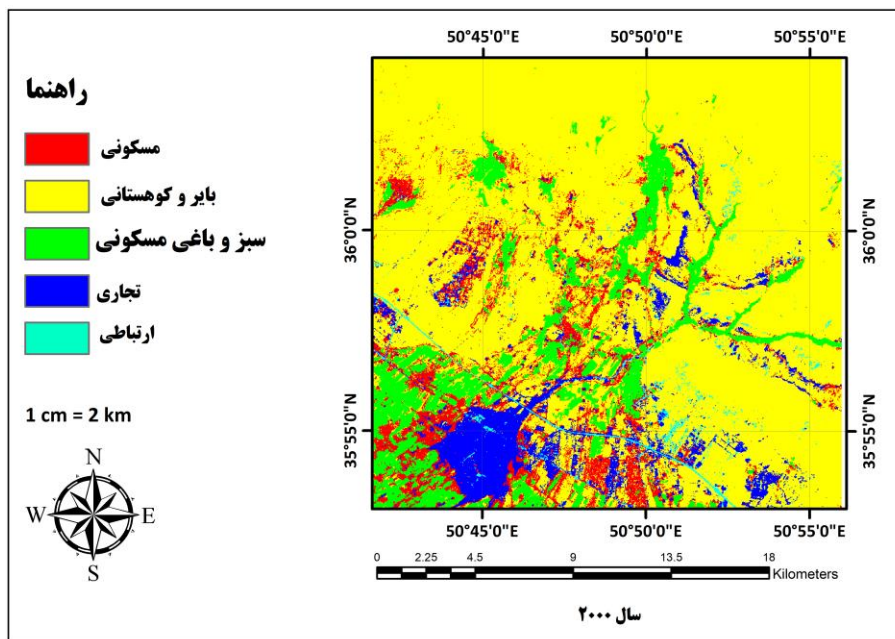 راهنما
مسکونی
بایر و کوهستانی
سبز و باغی مسکونی
تجاری
ارتباطی
1 cm = 2 km
N
W E
S
50°45'0"E 50°50'0"E 50°55'0"E
36°0'0"N 36°0'0"N
35°55'0"N 35°55'0"N
50°45'0"E 50°50'0"E 50°55'0"E
0 2.25 4.5 9 13.5 18
Kilometers
سال ۲۰۰۰